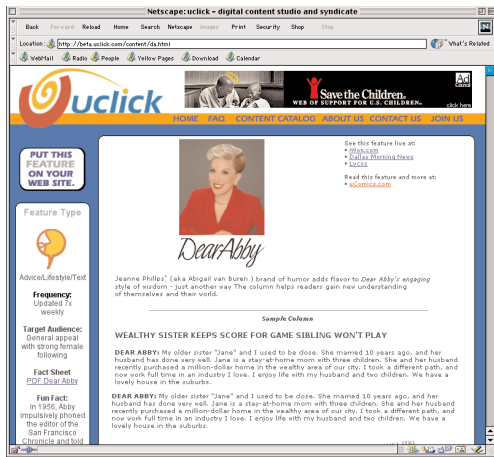 Netscape: uclick – digital content studio and syndicate
Back Forward Reload Home Search Netscape Images Print Security Shop Stop
Location: http://beta.uclick.com/content/da.html What's Related
WebMail Radio People Yellow Pages Download Calendar
uclick
Save the Children.
WEB OF SUPPORT FOR U.S. CHILDREN.
Ad
Council
click here
HOME FAQ CONTENT CATALOG ABOUT US CONTACT US JOIN US
PUT THIS
FEATURE
ON YOUR
WEB SITE.
Feature Type
Advice/Lifestyle/Text
Frequency:
Updated 7x
weekly
Target Audience:
General appeal
with strong female
following
Fact Sheet
PDF Dear Abby
Fun Fact:
In 1956, Abby
impulsively phoned
the editor of the
San Francisco
Chronicle and told
DearAbby
See this feature live at:
• iWon.com
• Dallas Morning News
• Lycos
Read this feature and more at:
• uComics.com
Jeanne Phillps" (aka Abigail van Buren ) brand of humor adds flavor to Dear Abby's engaging
style of wisdom - just another way The column helps readers gain new understanding
of themselves and their world.
Sample Column
WEALTHY SISTER KEEPS SCORE FOR GAME SIBLING WON'T PLAY
DEAR ABBY: My older sister "Jane" and I used to be close. She married 10 years ago, and her
husband has done very well. Jane is a stay-at-home mom with three children. She and her husband
recently purchased a million-dollar home in the wealthy area of our city. I took a different path, and
now work full time in an industry I love. I enjoy life with my husband and two children. We have a
lovely house in the suburbs.
DEAR ABBY: My older sister "Jane" and I used to be close. She married 10 years ago, and her
husband has done very well. Jane is a stay-at-home mom with three children. She and her husband
recently purchased a million-dollar home in the wealthy area of our city. I took a different path, and
now work full time in an industry I love. I enjoy life with my husband and two children. We have a
lovely house in the suburbs.